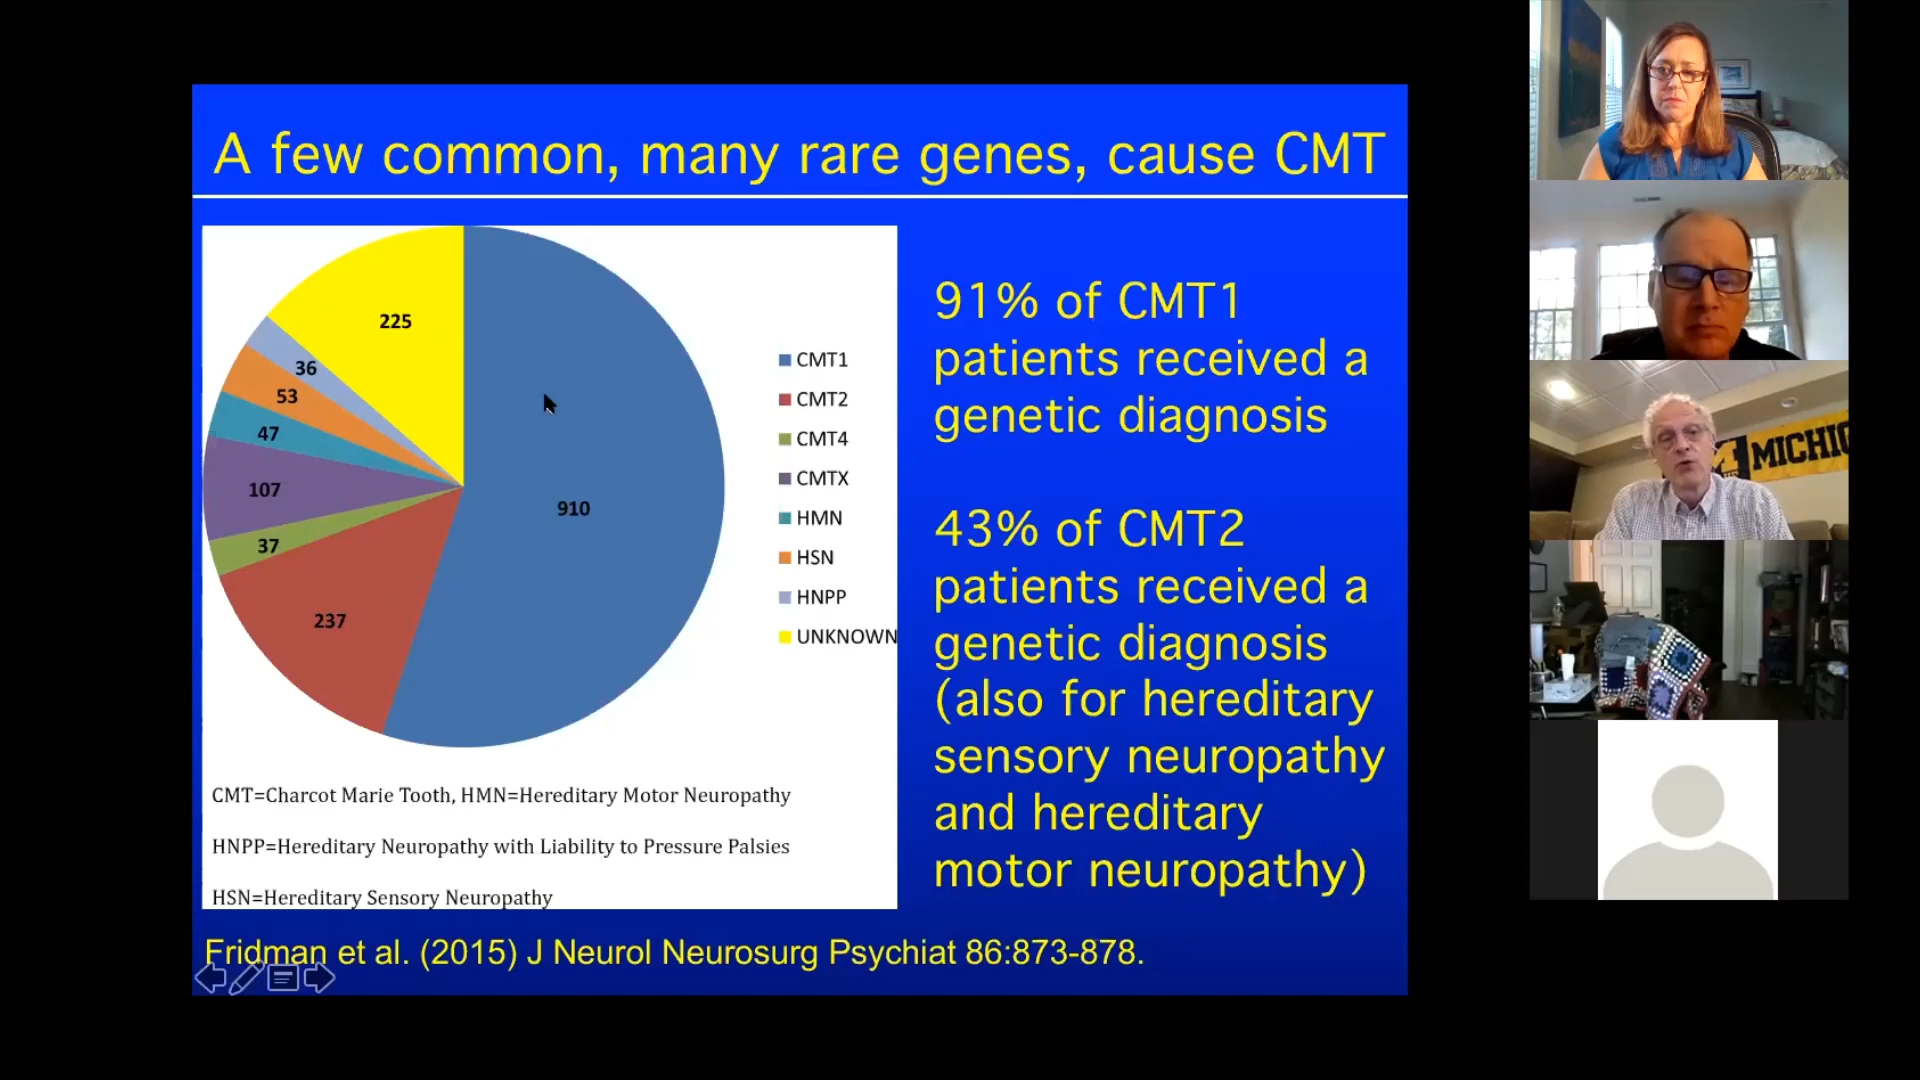 A few common, many rare genes, cause CMT
225
36
53
47
107
37
237
910
CMT1
CMT2
CMT4
CMTX
HMN
HSN
HNPP
UNKNOWN
CMT=Charcot Marie Tooth, HMN=Hereditary Motor Neuropathy
HNPP=Hereditary Neuropathy with Liability to Pressure Palsies
HSN=Hereditary Sensory Neuropathy
91% of CMT1
patients received a
genetic diagnosis
43% of CMT2
patients received a
genetic diagnosis
(also for hereditary
sensory neuropathy
and hereditary
motor neuropathy)
Fridman et al. (2015) J Neurol Neurosurg Psychiat 86:873-878.
MICHIG